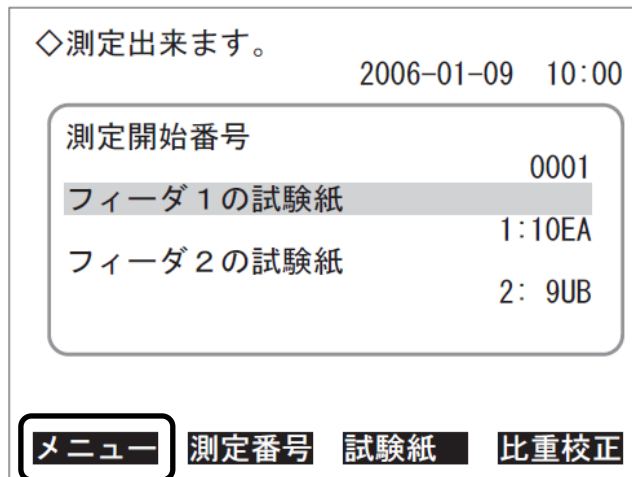 ◇測定出来ます。
2006-01-09 10:00
測定開始番号
0001
フィーダ１の試験紙
1:10EA
フィーダ２の試験紙
2: 9UB
メニュー 測定番号 試験紙 比重校正